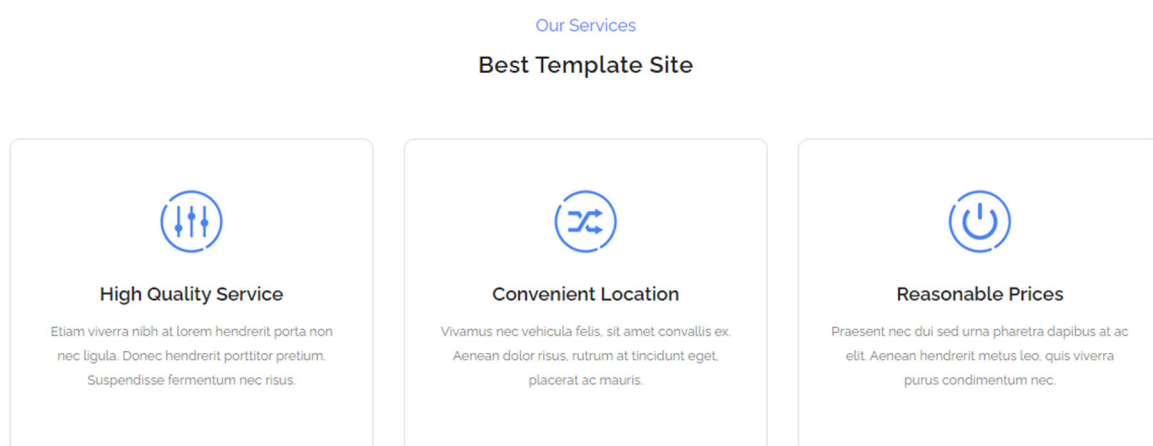 Our Services
Best Template Site
High Quality Service
Etiam viverra nibh at lorem hendrerit porta non
nec ligula. Donec hendrerit porttitor pretium.
Suspendisse fermentum nec risus.
Convenient Location
Vivamus nec vehicula felis, sit amet convallis ex.
Aenean dolor risus, rutrum at tincidunt eget,
placerat ac mauris.
Reasonable Prices
Praesent nec dui sed urna pharetra dapibus at ac
elit. Aenean hendrerit metus leo, quis viverra
purus condimentum nec.